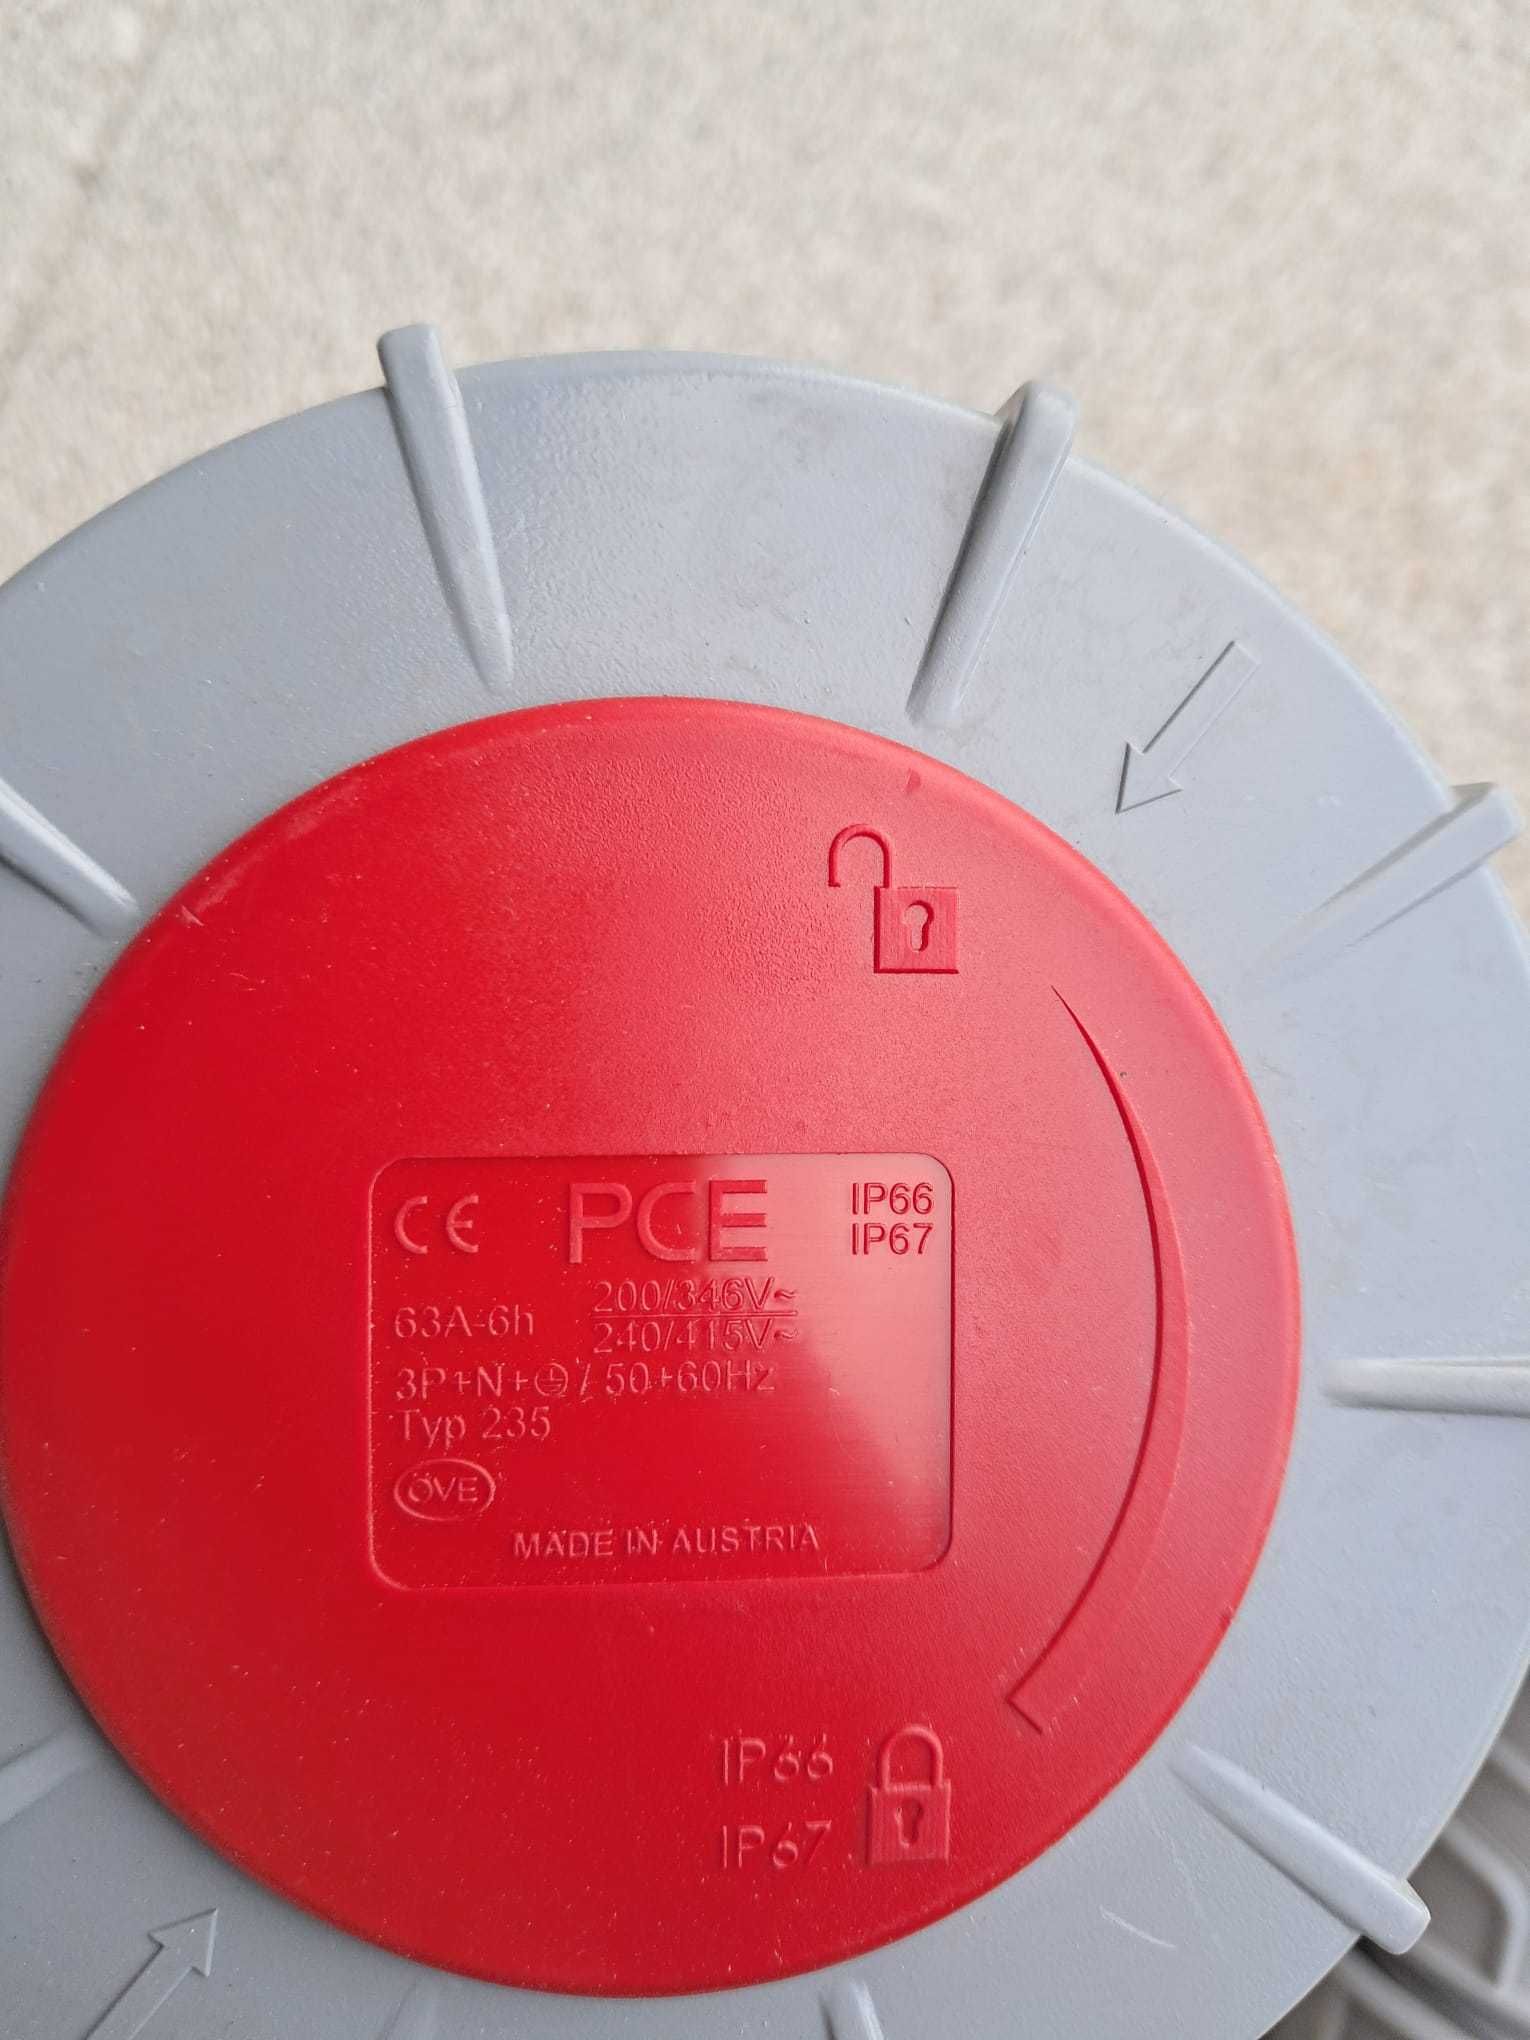 CE PCE IP66
IP67
63A-6h 200/346V~
240/415V~
3P+N+⏚ / 50+60Hz
Typ 235
ÖVE
MADE IN AUSTRIA
IP66
IP67